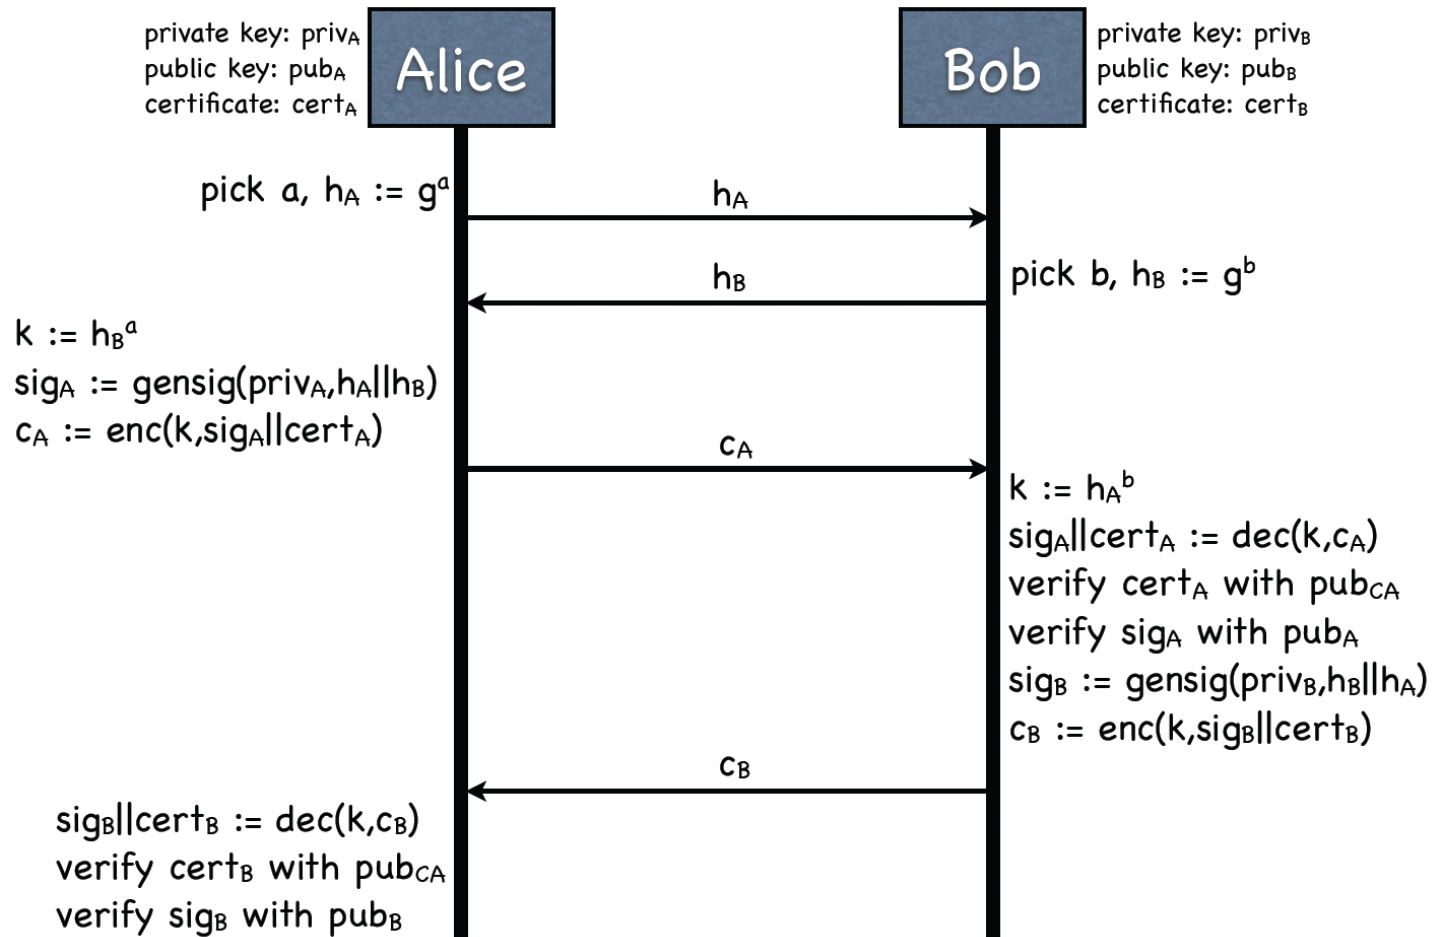 private key: privA
public key: pubA
certificate: certA
Alice
Bob
private key: privB
public key: pubB
certificate: certB
pick a, hA := gᵃ
hA
hB
pick b, hB := gᵇ
k := hBᵃ
sigA := gensig(privA,hA||hB)
cA := enc(k,sigA||certA)
cA
k := hAᵇ
sigA||certA := dec(k,cA)
verify certA with pubCA
verify sigA with pubA
sigB := gensig(privB,hB||hA)
cB := enc(k,sigB||certB)
cB
sigB||certB := dec(k,cB)
verify certB with pubCA
verify sigB with pubB